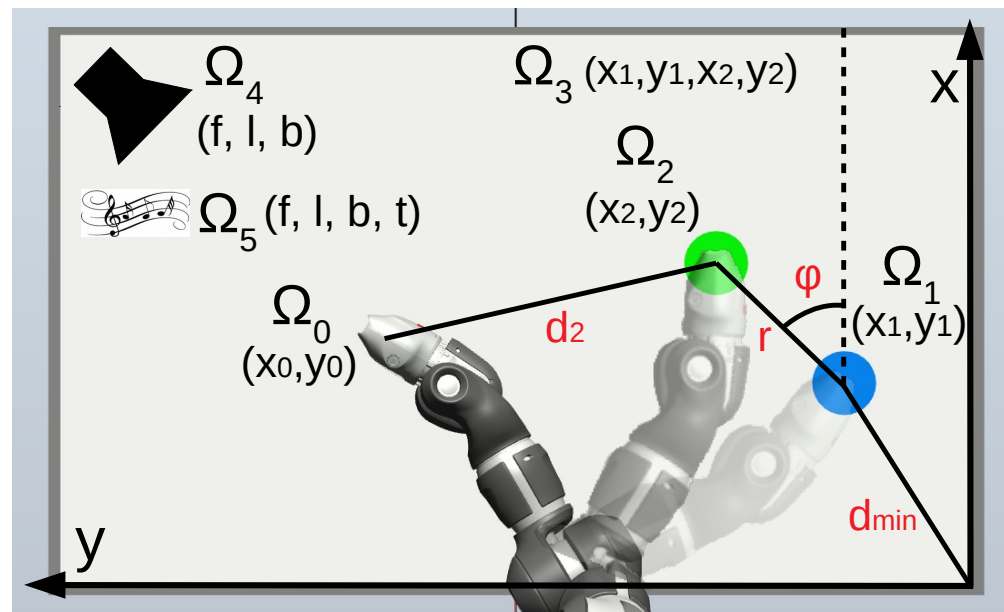 Ω4
(f, l, b)
Ω3 (x1,y1,x2,y2)
x
Ω2
(x2,y2)
Ω5 (f, l, b, t)
Ω1
(x1,y1)
φ
Ω0
(x0,y0)
d2
r
dmin
y